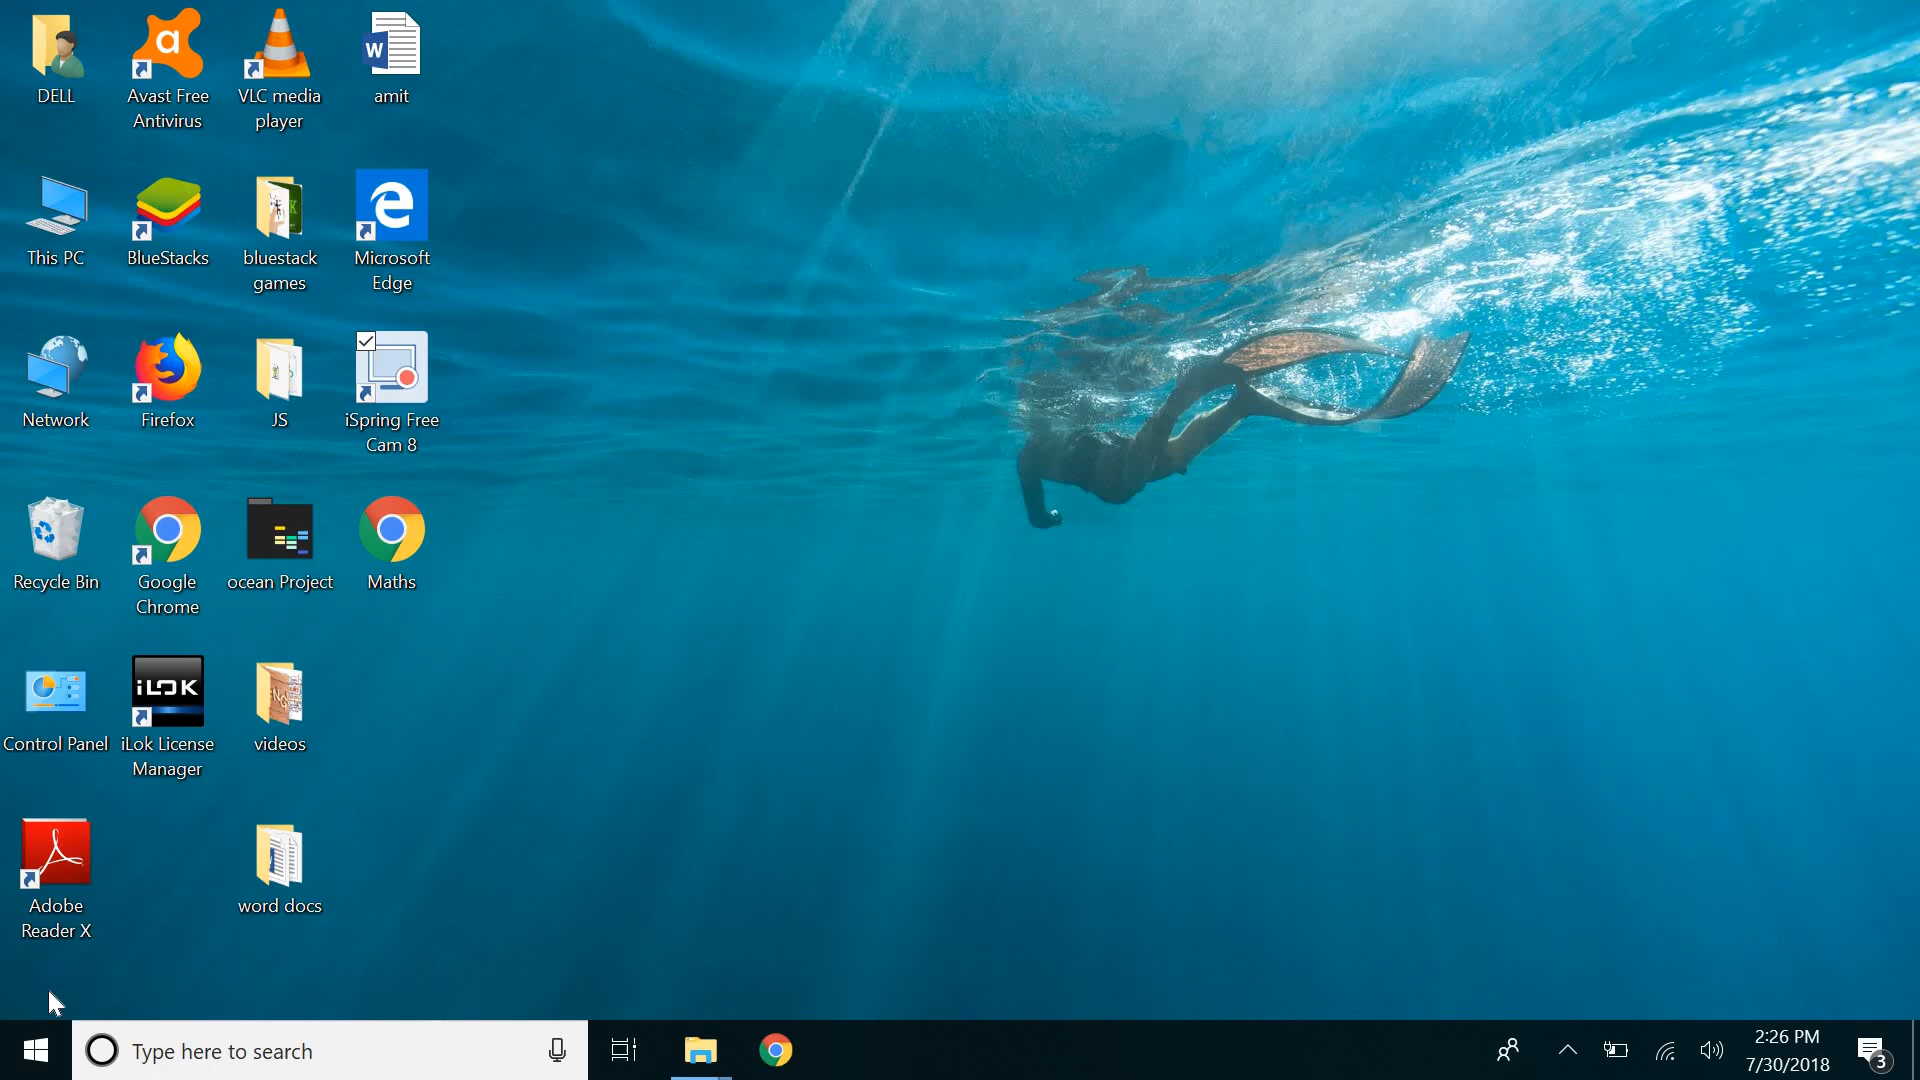 DELL
Avast Free
Antivirus
VLC media
player
amit
This PC
BlueStacks
bluestack
games
Microsoft
Edge
Network
Firefox
JS
iSpring Free
Cam 8
Recycle Bin
Google
Chrome
ocean Project
Maths
Control Panel
iLOK
iLok License
Manager
videos
Adobe
Reader X
word docs
Type here to search
2:26 PM
7/30/2018
3